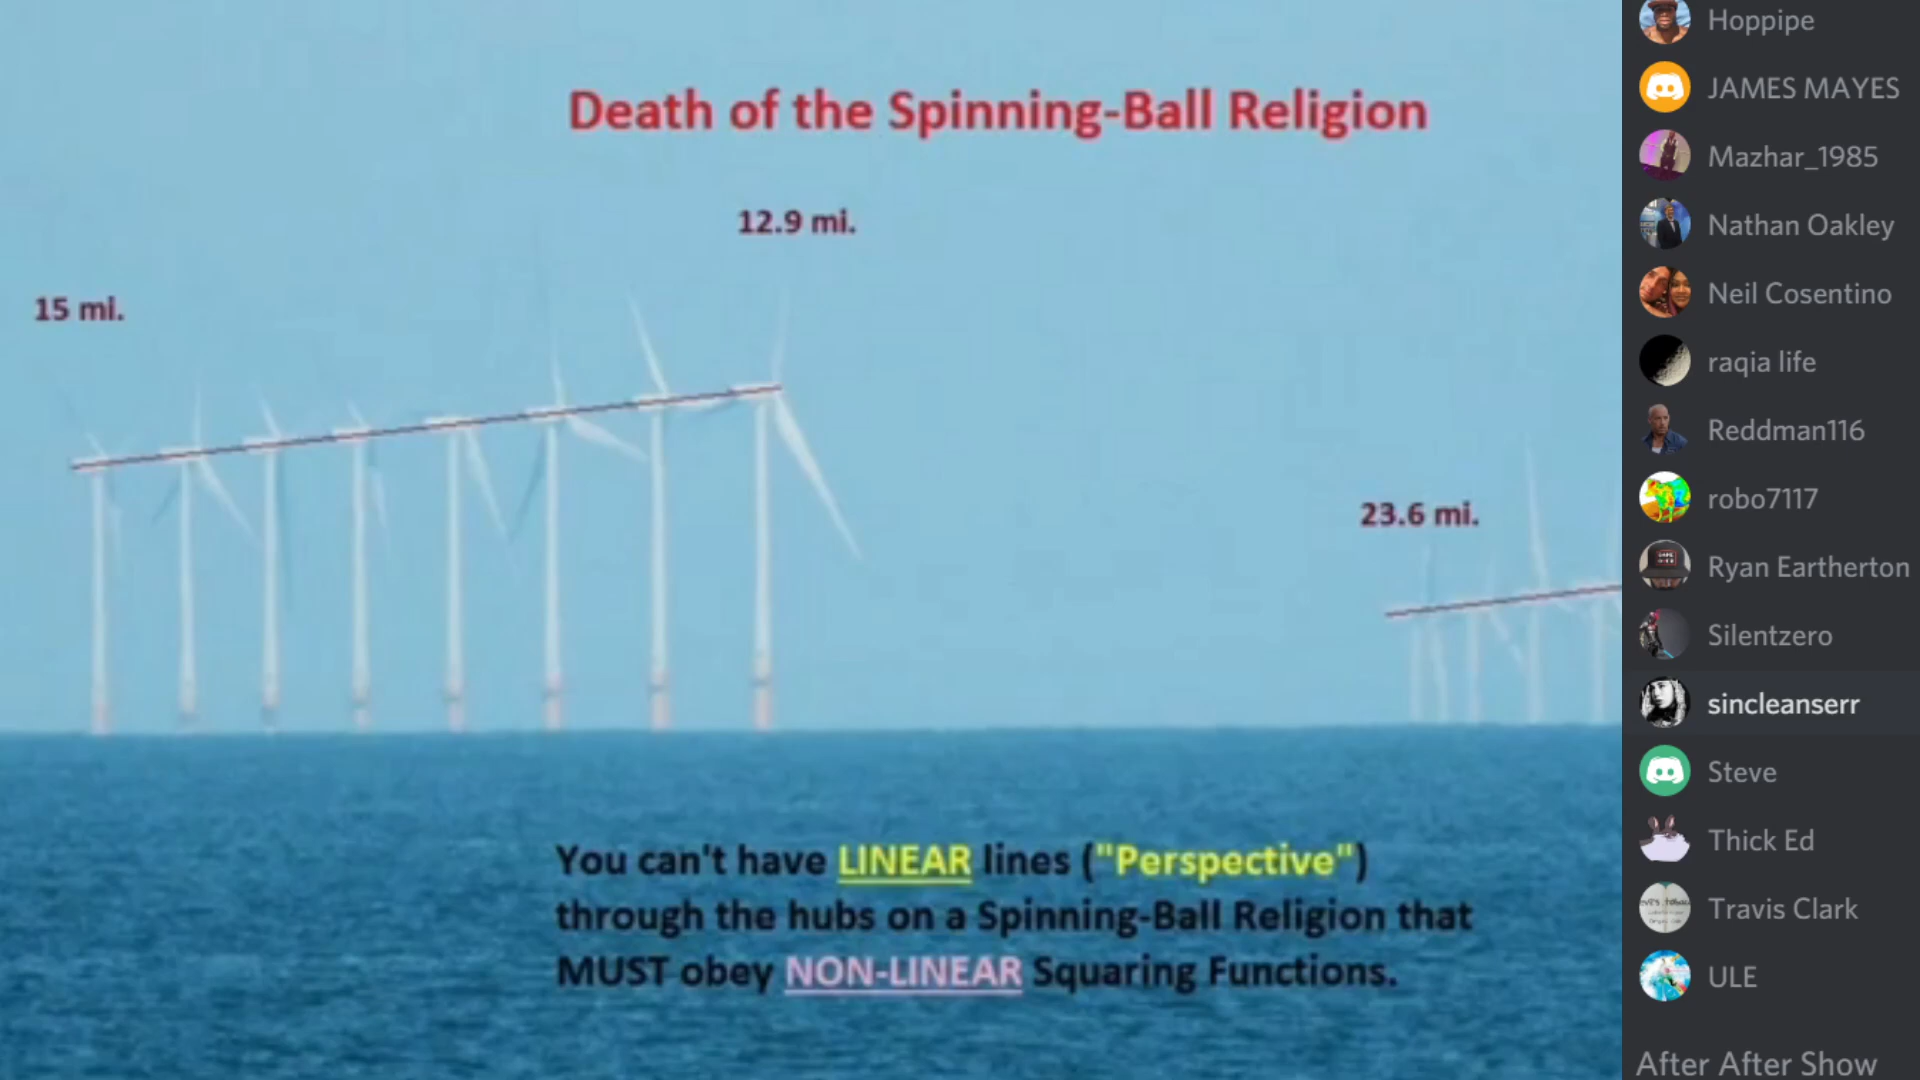 Death of the Spinning-Ball Religion
12.9 mi.
15 mi.
23.6 mi.
You can't have LINEAR lines ("Perspective")
through the hubs on a Spinning-Ball Religion that
MUST obey NON-LINEAR Squaring Functions.
Hoppipe
JAMES MAYES
Mazhar_1985
Nathan Oakley
Neil Cosentino
raqia life
Reddman116
robo7117
Ryan Eartherton
Silentzero
sincleanserr
Steve
Thick Ed
Travis Clark
ULE
After After Show